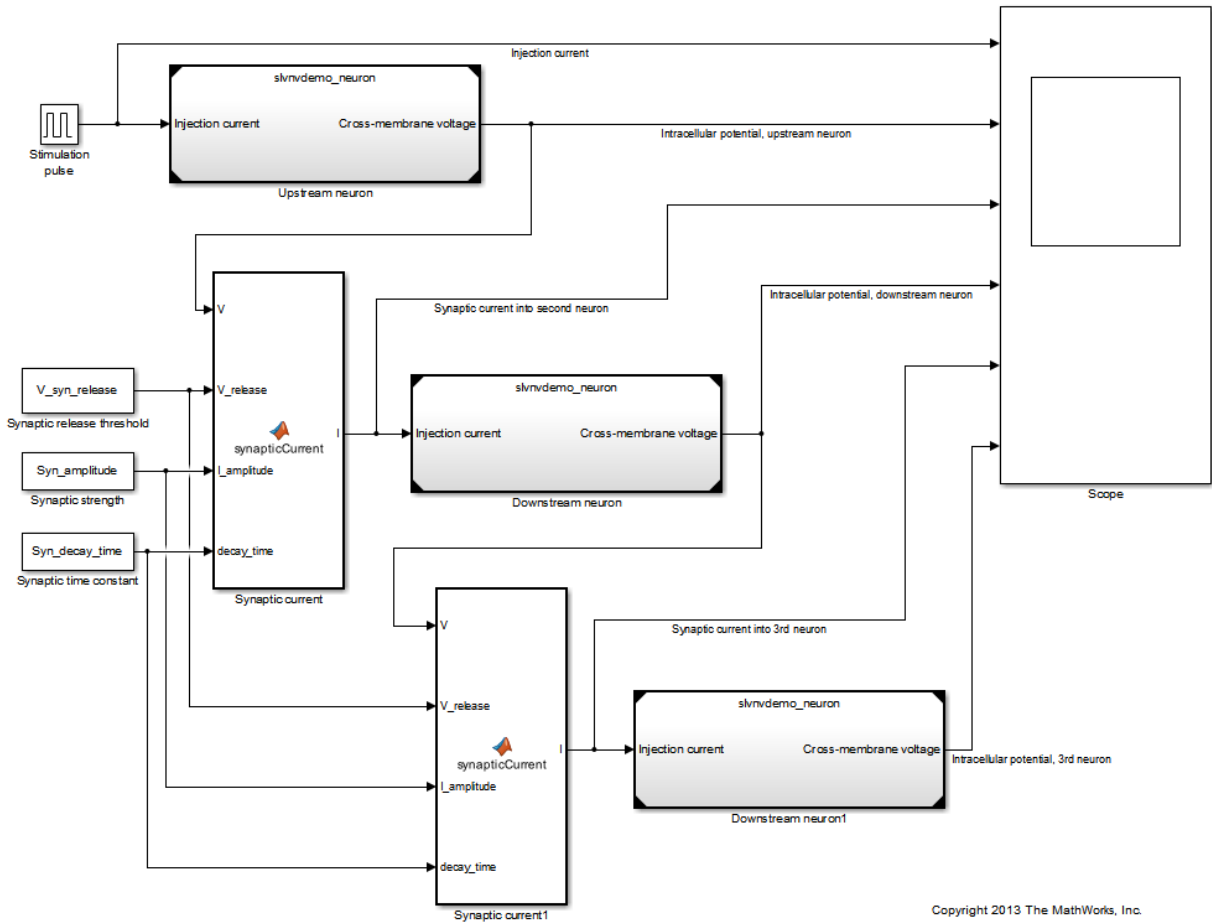 Injection current
slvnvdemo_neuron
Injection current
Cross-membrane voltage
Intracellular potential, upstream neuron
Stimulation
pulse
Upstream neuron
V
Synaptic current into second neuron
Intracellular potential, downstream neuron
V_syn_release
V_release
Synaptic release threshold
slvnvdemo_neuron
synapticCurrent
I
Injection current
Cross-membrane voltage
Syn_amplitude
I_amplitude
Synaptic strength
Downstream neuron
Scope
Syn_decay_time
decay_time
Synaptic time constant
Synaptic current
V
Synaptic current into 3rd neuron
V_release
slvnvdemo_neuron
synapticCurrent
I
Injection current
Cross-membrane voltage
Intracellular potential, 3rd neuron
I_amplitude
Downstream neuron1
decay_time
Synaptic current1
Copyright 2013 The MathWorks, Inc.